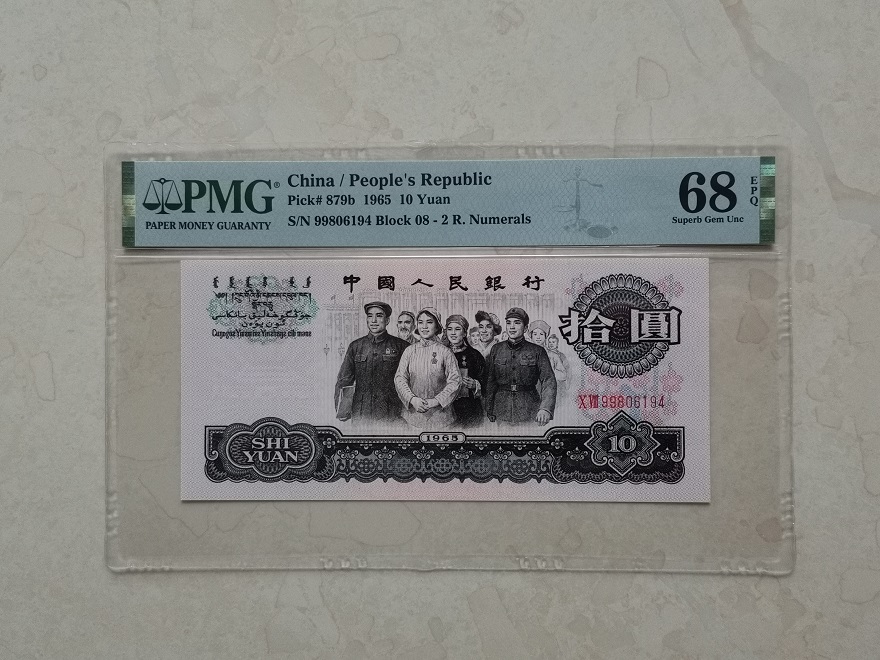 PMG®
PAPER MONEY GUARANTY
China / People's Republic
Pick# 879b 1965 10 Yuan
S/N 99806194 Block 08 - 2 R. Numerals
68
EPQ
Superb Gem Unc
中國人民銀行
拾圓
99806194
SHI
YUAN
1965
10